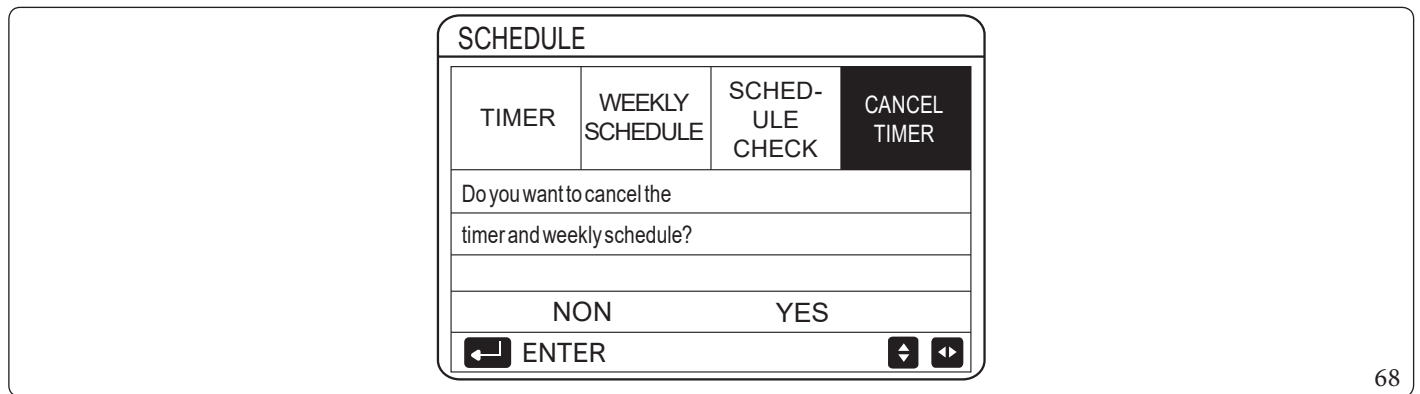 SCHEDULE
TIMER
WEEKLY
SCHEDULE
SCHED-
ULE
CHECK
CANCEL
TIMER
Do you want to cancel the
timer and weekly schedule?
NON YES
ENTER
68